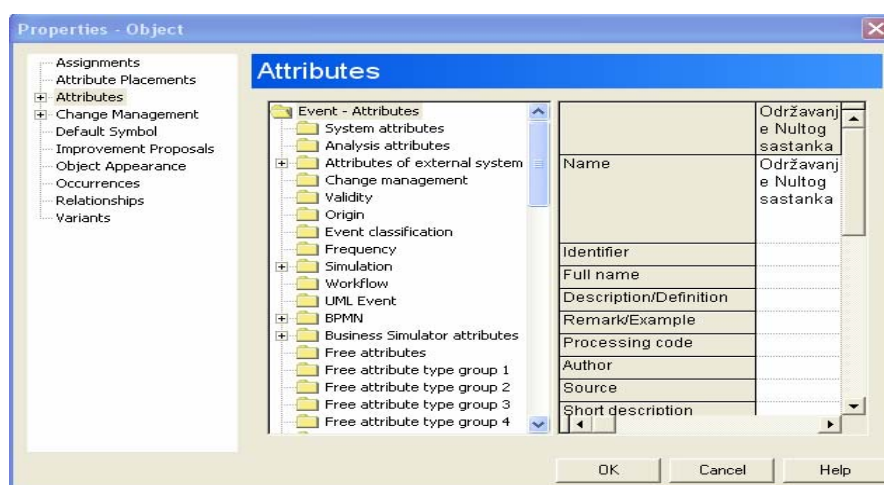 Properties - Object
Assignments
Attribute Placements
Attributes
Change Management
Default Symbol
Improvement Proposals
Object Appearance
Occurrences
Relationships
Variants
Attributes
Event - Attributes
System attributes
Analysis attributes
Attributes of external system
Change management
Validity
Origin
Event classification
Frequency
Simulation
Workflow
UML Event
BPMN
Business Simulator attributes
Free attributes
Free attribute type group 1
Free attribute type group 2
Free attribute type group 3
Free attribute type group 4
Održavanj
e Nultog
sastanka
Name
Održavanj
e Nultog
sastanka
Identifier
Full name
Description/Definition
Remark/Example
Processing code
Author
Source
Short description
OK
Cancel
Help